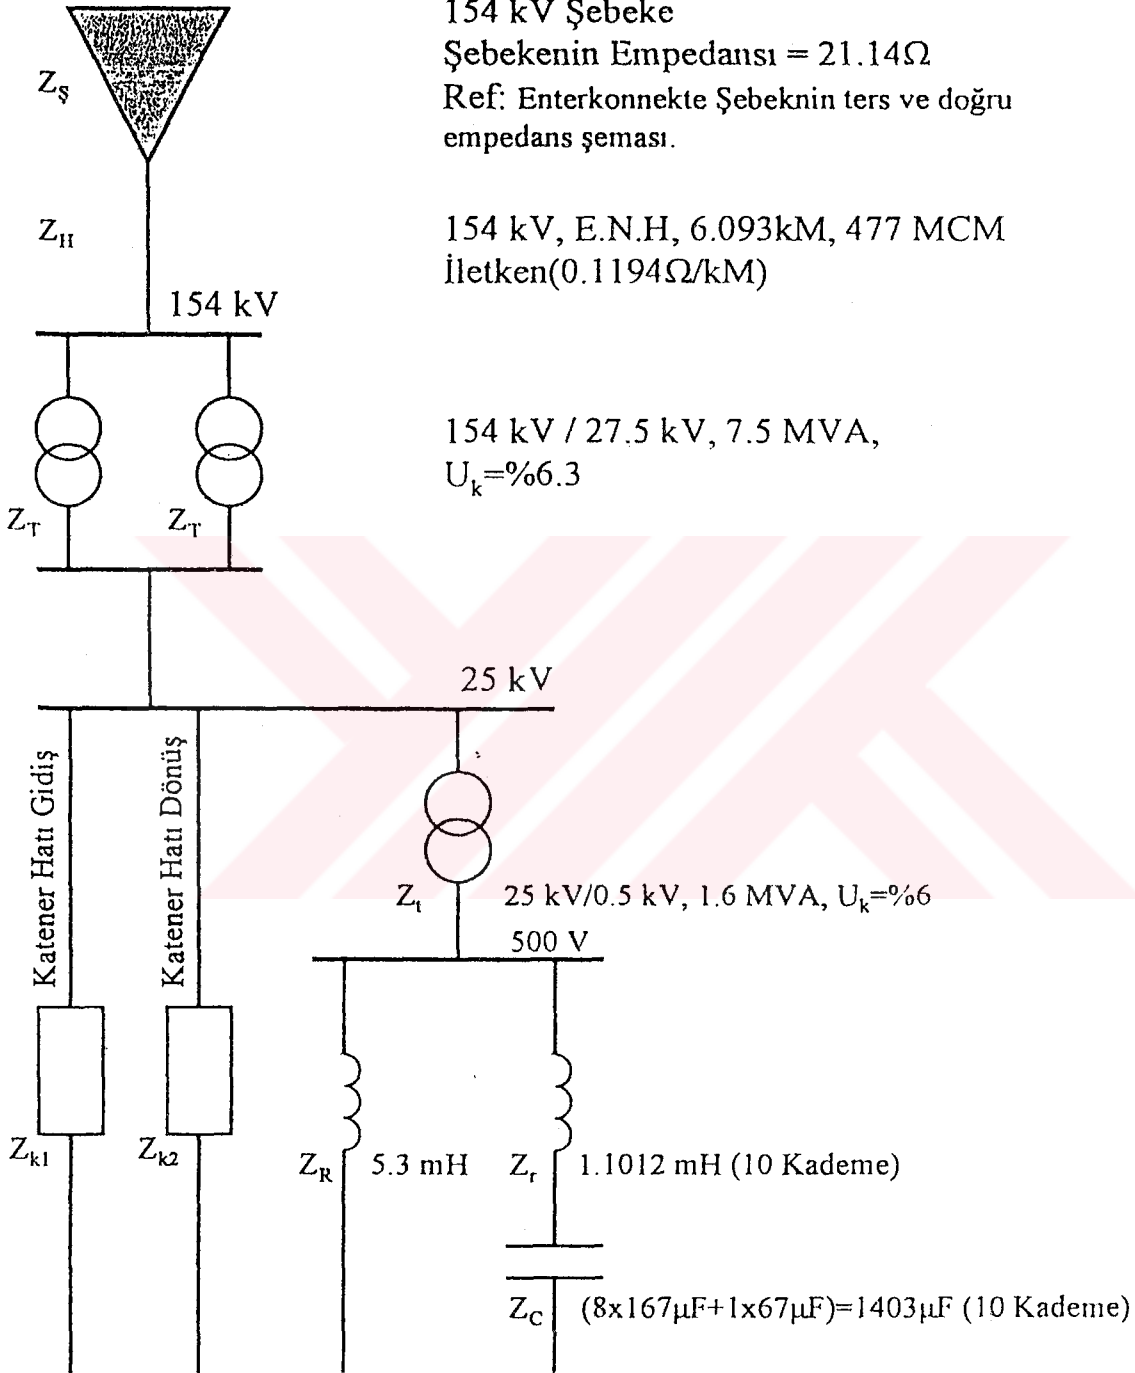 154 kV Şebeke
Şebekenin Empedansı = 21.14Ω
Ref: Enterkonnekte Şebeknin ters ve doğru
empedans şeması.
Z_Ş
Z_H
154 kV, E.N.H, 6.093kM, 477 MCM
İletken(0.1194Ω/kM)
154 kV
154 kV / 27.5 kV, 7.5 MVA,
U_k=%6.3
Z_T
Z_T
25 kV
Katener Hatı Gidiş
Katener Hatı Dönüş
Z_t
25 kV/0.5 kV, 1.6 MVA, U_k=%6
500 V
Z_k1
Z_k2
Z_R
5.3 mH
Z_r
1.1012 mH (10 Kademe)
Z_C
(8x167µF+1x67µF)=1403µF (10 Kademe)